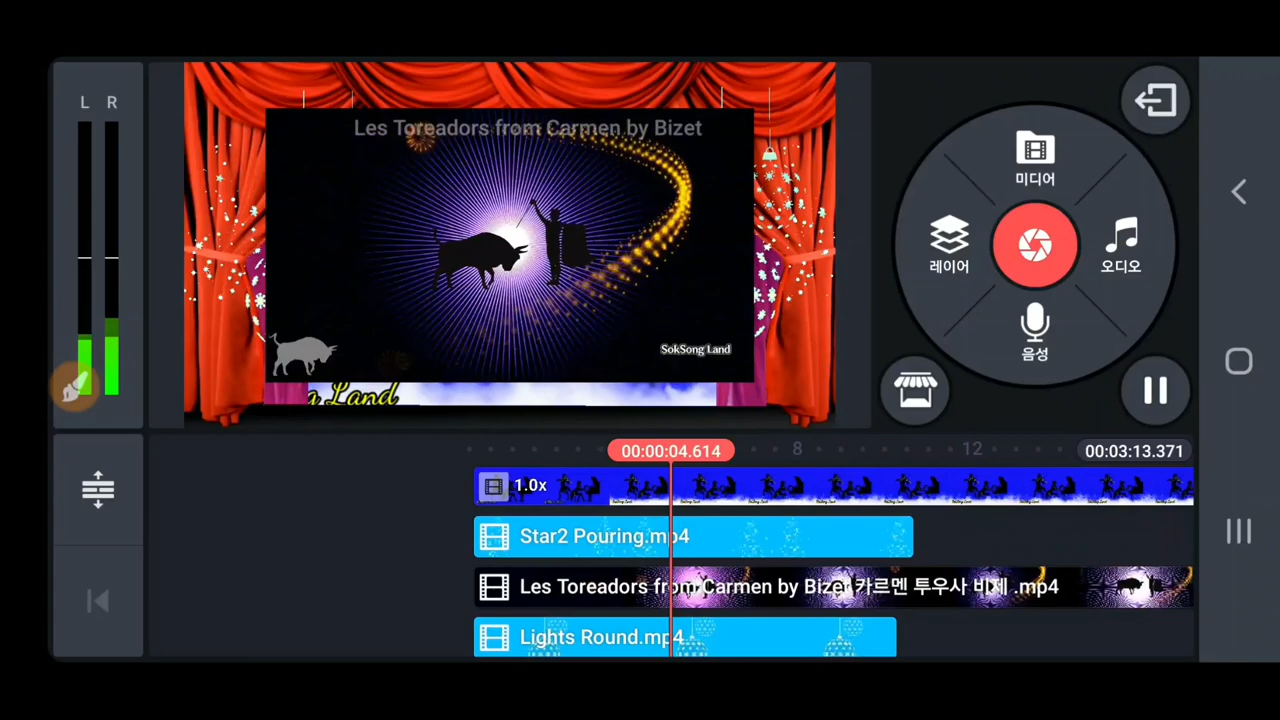 L R
Les Toreadors from Carmen by Bizet
SokSong Land
g Land
미디어
레이어
오디오
음성
00:00:04.614
8
12
00:03:13.371
1.0x
Star2 Pouring.mp4
Les Toreadors from Carmen by Bizet 카르멘 투우사 비제 .mp4
Lights Round.mp4